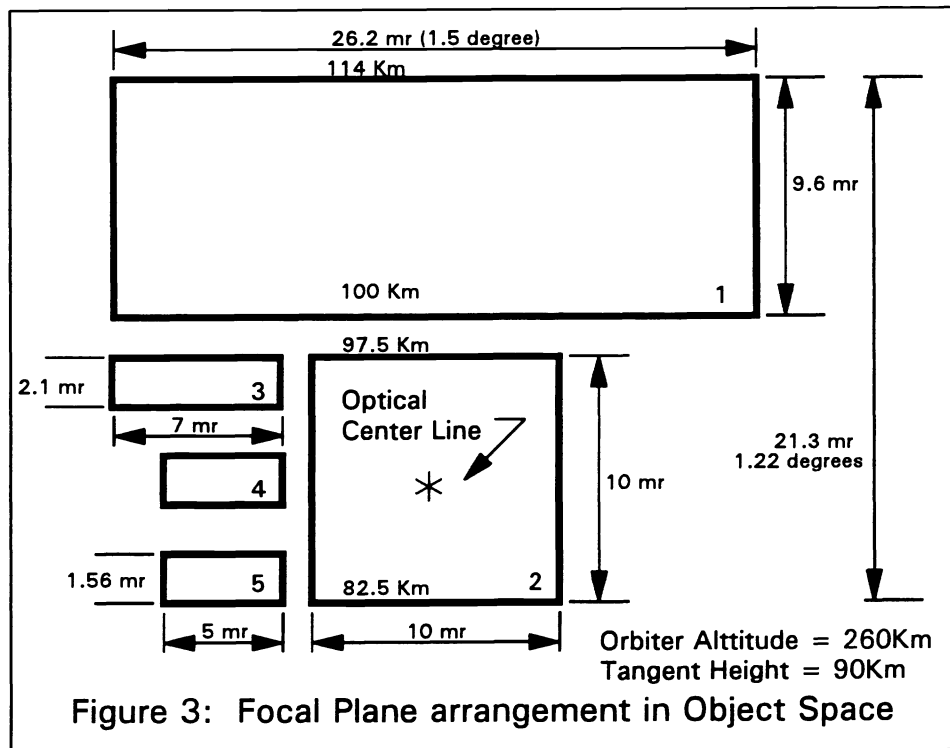 26.2 mr (1.5 degree)
114 Km
9.6 mr
100 Km
1
97.5 Km
2.1 mr
3
7 mr
Optical
Center Line
21.3 mr
1.22 degrees
4
10 mr
1.56 mr
5
82.5 Km
2
5 mr
10 mr
Orbiter Alttitude = 260Km
Tangent Height = 90Km
Figure 3: Focal Plane arrangement in Object Space